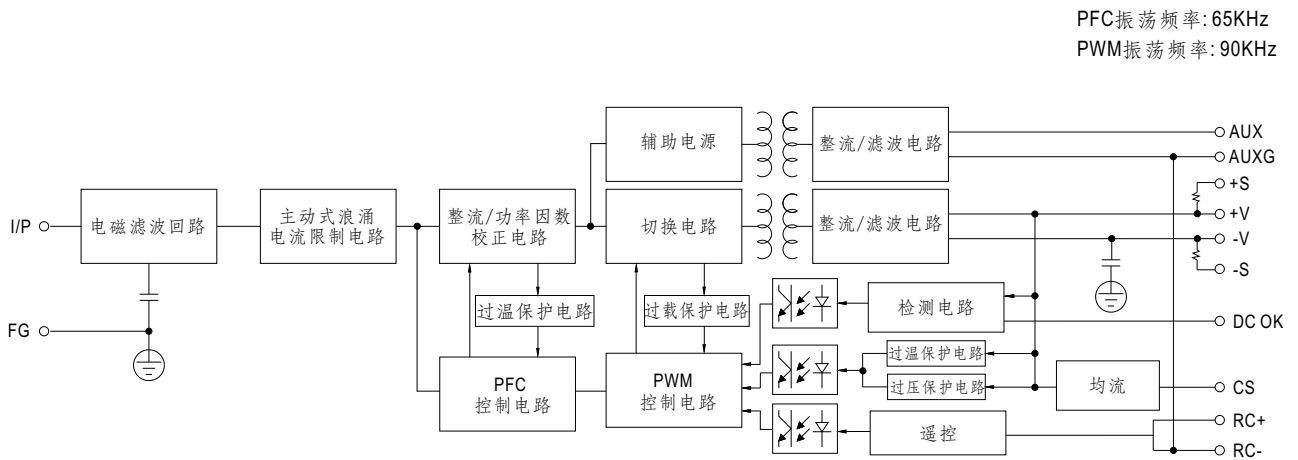 PFC振荡频率: 65KHz
PWM振荡频率: 90KHz
辅助电源
整流/滤波电路
AUX
AUXG
+S
I/P
电磁滤波回路
主动式浪涌
电流限制电路
整流/功率因数
校正电路
切换电路
整流/滤波电路
+V
-V
-S
过温保护电路
过载保护电路
检测电路
DC OK
FG
过温保护电路
PFC
控制电路
PWM
控制电路
过压保护电路
均流
CS
遥控
RC+
RC-